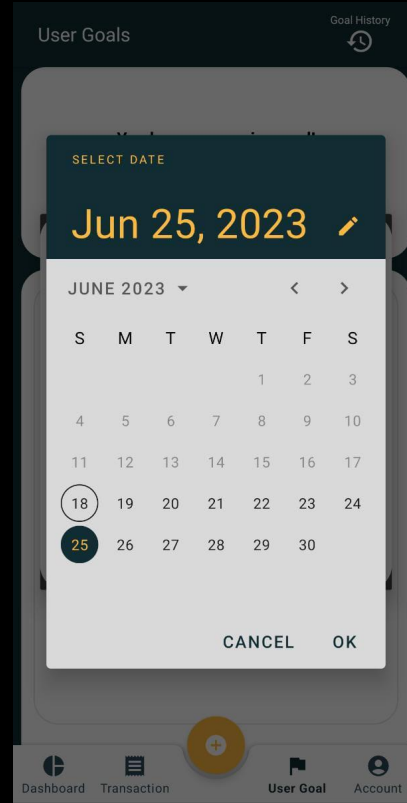 Goal History
User Goals
SELECT DATE
Jun 25, 2023
JUNE 2023
S M T W T F S
1 2 3
4 5 6 7 8 9 10
11 12 13 14 15 16 17
18 19 20 21 22 23 24
25 26 27 28 29 30
CANCEL OK
Dashboard Transaction User Goal Account